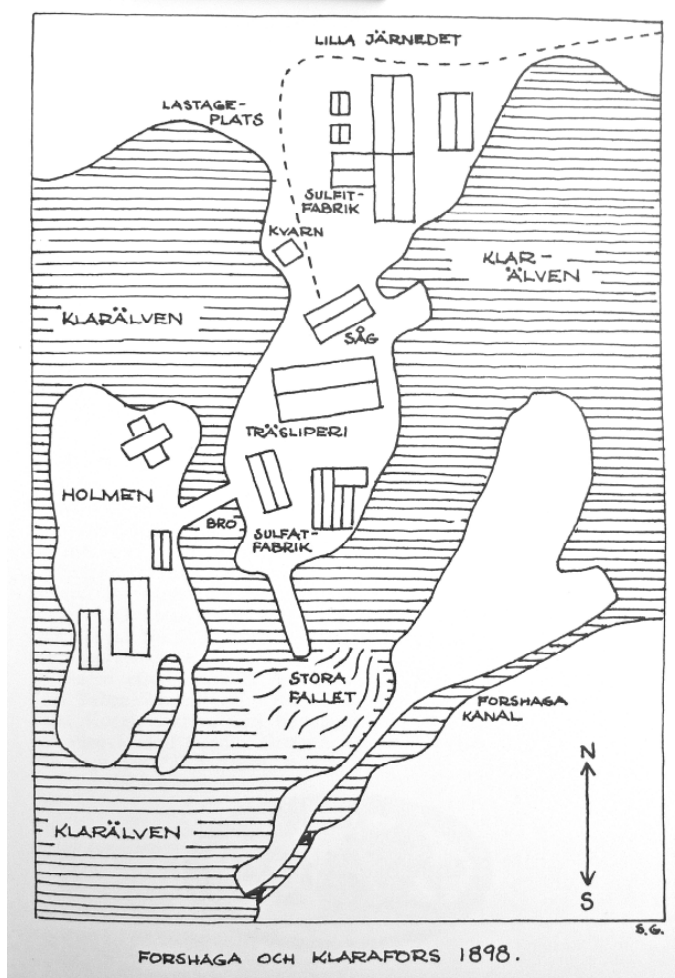 LILLA JÄRNEDET
LASTAGE-
PLATS
SULFIT-
FABRIK
KVARN
KLAR-
ÄLVEN
KLARÄLVEN
SÅG
TRÄSLIPERI
HOLMEN
BRO
SULFAT-
FABRIK
STORA
FALLET
FORSHAGA
KANAL
N
KLARÄLVEN
S
S.G.
FORSHAGA OCH KLARAFORS 1898.